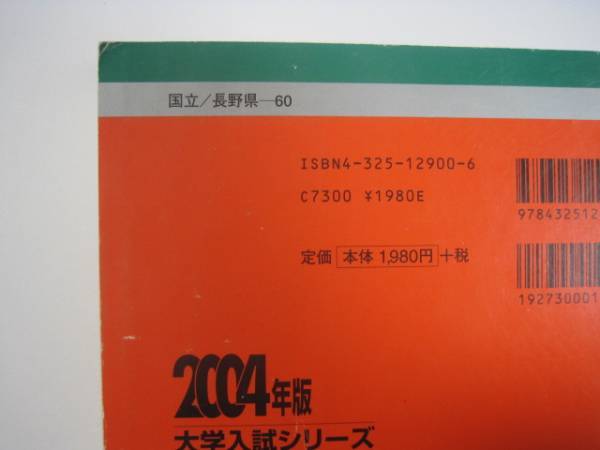 国立/長野県—60
ISBN4-325-12900-6
C7300 ¥1980E
978432512
定価 本体1,980円 +税
192730001
2004年版
大学入試シリーズ